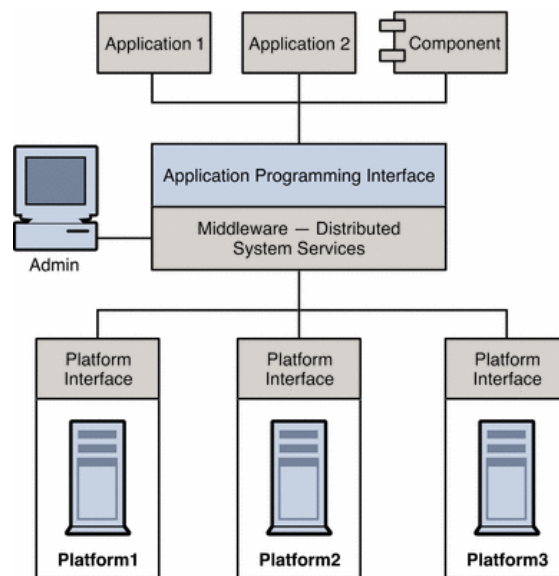 Application 1
Application 2
Component
Application Programming Interface
Middleware — Distributed
System Services
Admin
Platform
Interface
Platform
Interface
Platform
Interface
Platform1
Platform2
Platform3